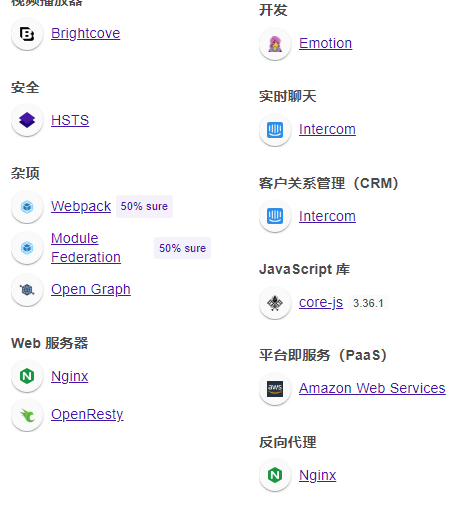 视频播放器
Brightcove
安全
HSTS
杂项
Webpack 50% sure
Module
Federation 50% sure
Open Graph
Web 服务器
Nginx
OpenResty
开发
Emotion
实时聊天
Intercom
客户关系管理（CRM）
Intercom
JavaScript 库
core-js 3.36.1
平台即服务（PaaS）
Amazon Web Services
反向代理
Nginx